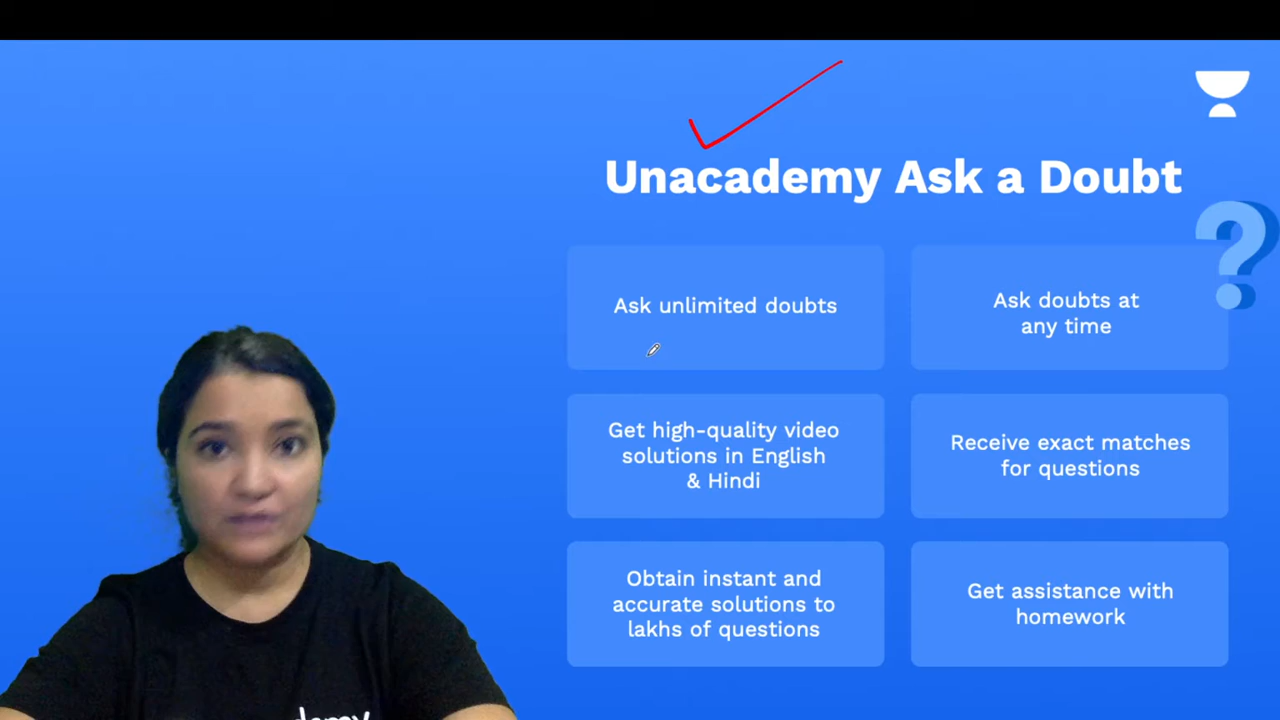 Unacademy Ask a Doubt
Ask unlimited doubts
Ask doubts at
any time
Get high-quality video
solutions in English
& Hindi
Receive exact matches
for questions
Obtain instant and
accurate solutions to
lakhs of questions
Get assistance with
homework